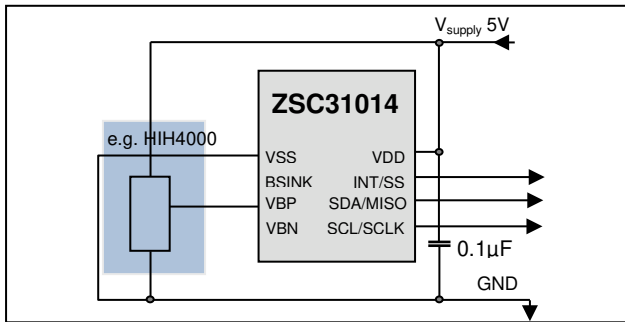 Vsupply 5V
ZSC31014
e.g. HIH4000
VSS VDD
BSINK INT/SS
VBP SDA/MISO
VBN SCL/SCLK
0.1µF
GND